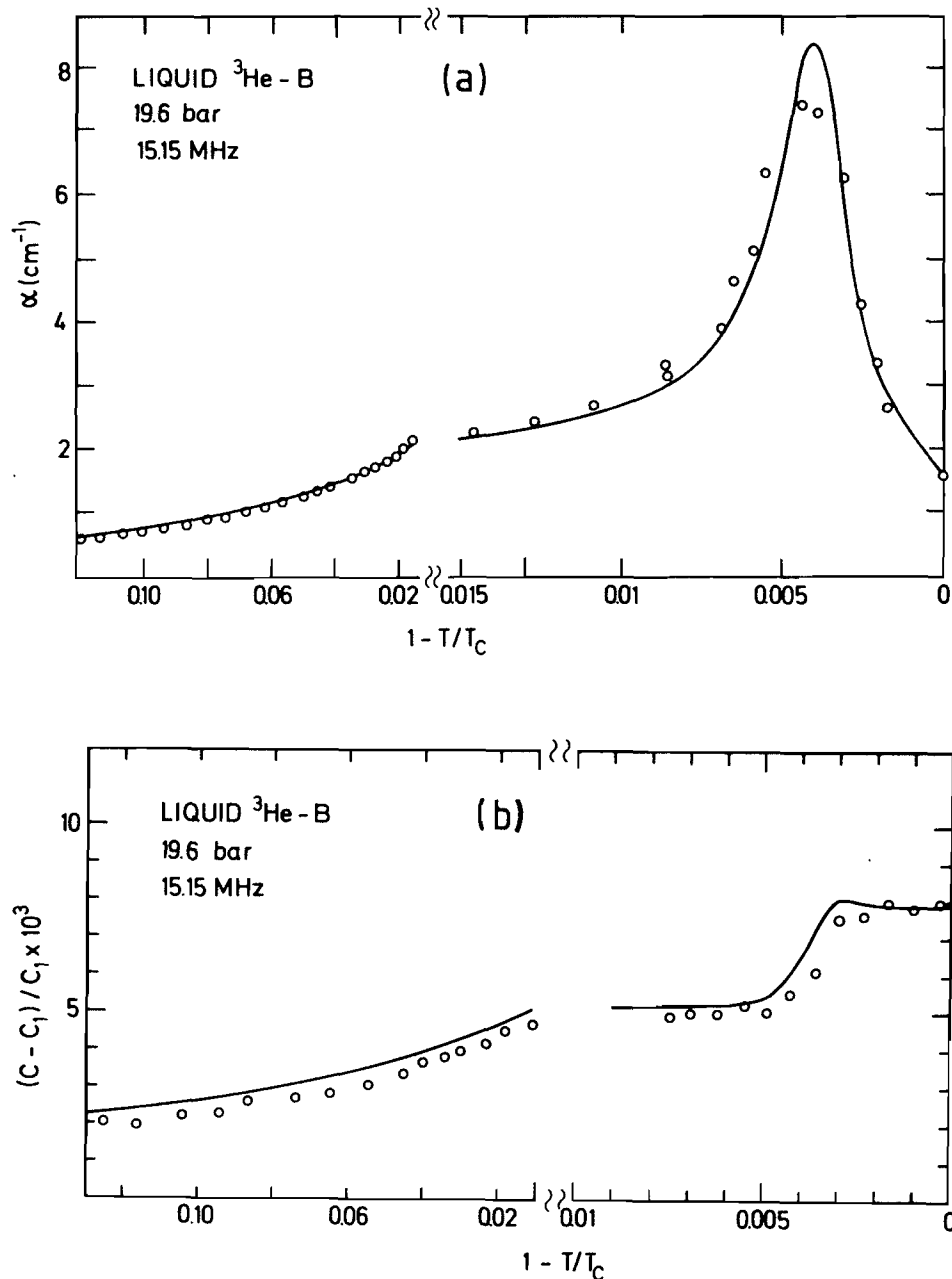 LIQUID ³He - B
19.6 bar
15.15 MHz
(a)
8
6
4
2
α (cm⁻¹)
0.10 0.06 0.02 0.015 0.01 0.005 0
1 - T/T_C
LIQUID ³He - B
19.6 bar
15.15 MHz
(b)
10
5
(C - C₁) / C₁ x 10³
0.10 0.06 0.02 0.01 0.005 0
1 - T/T_C